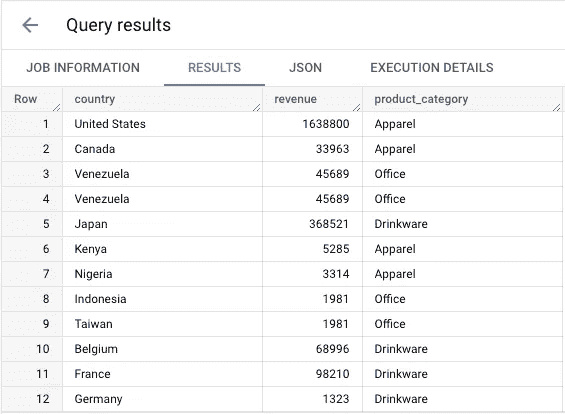 Query results
JOB INFORMATION RESULTS JSON EXECUTION DETAILS
Row country revenue product_category
1 United States 1638800 Apparel
2 Canada 33963 Apparel
3 Venezuela 45689 Office
4 Venezuela 45689 Office
5 Japan 368521 Drinkware
6 Kenya 5285 Apparel
7 Nigeria 3314 Apparel
8 Indonesia 1981 Office
9 Taiwan 1981 Office
10 Belgium 68996 Drinkware
11 France 98210 Drinkware
12 Germany 1323 Drinkware